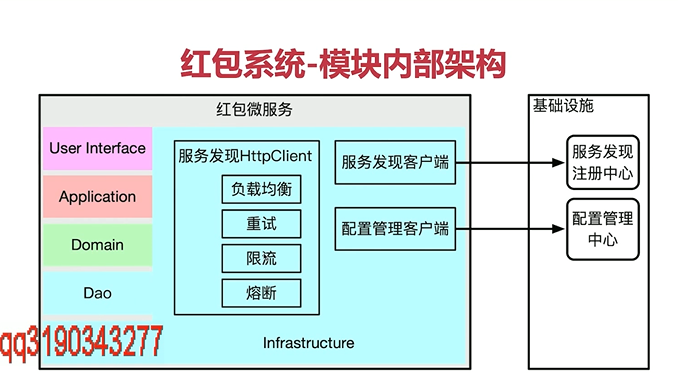 红包系统-模块内部架构
红包微服务
基础设施
User Interface
Application
Domain
Dao
服务发现HttpClient
负载均衡
重试
限流
熔断
服务发现客户端
配置管理客户端
服务发现
注册中心
配置管理
中心
qq3190343277
Infrastructure